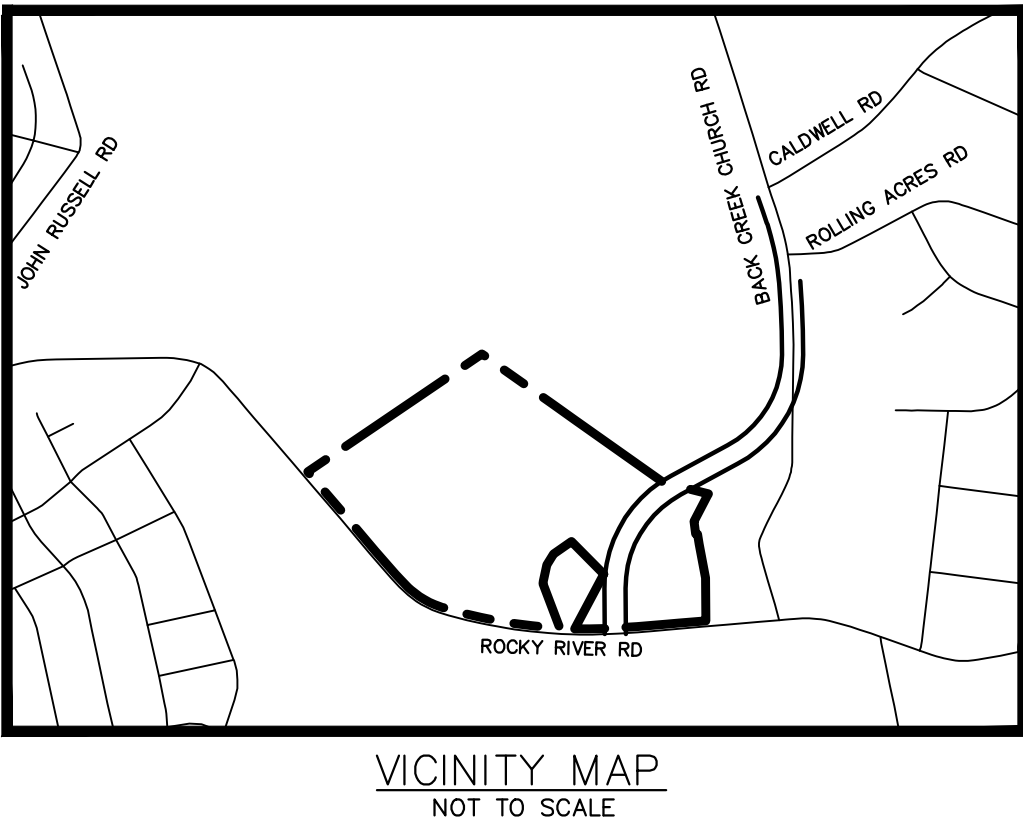 BACK CREEK CHURCH RD
CALDWELL RD
JOHN RUSSELL RD
ROLLING ACRES RD
ROCKY RIVER RD
VICINITY MAP
NOT TO SCALE